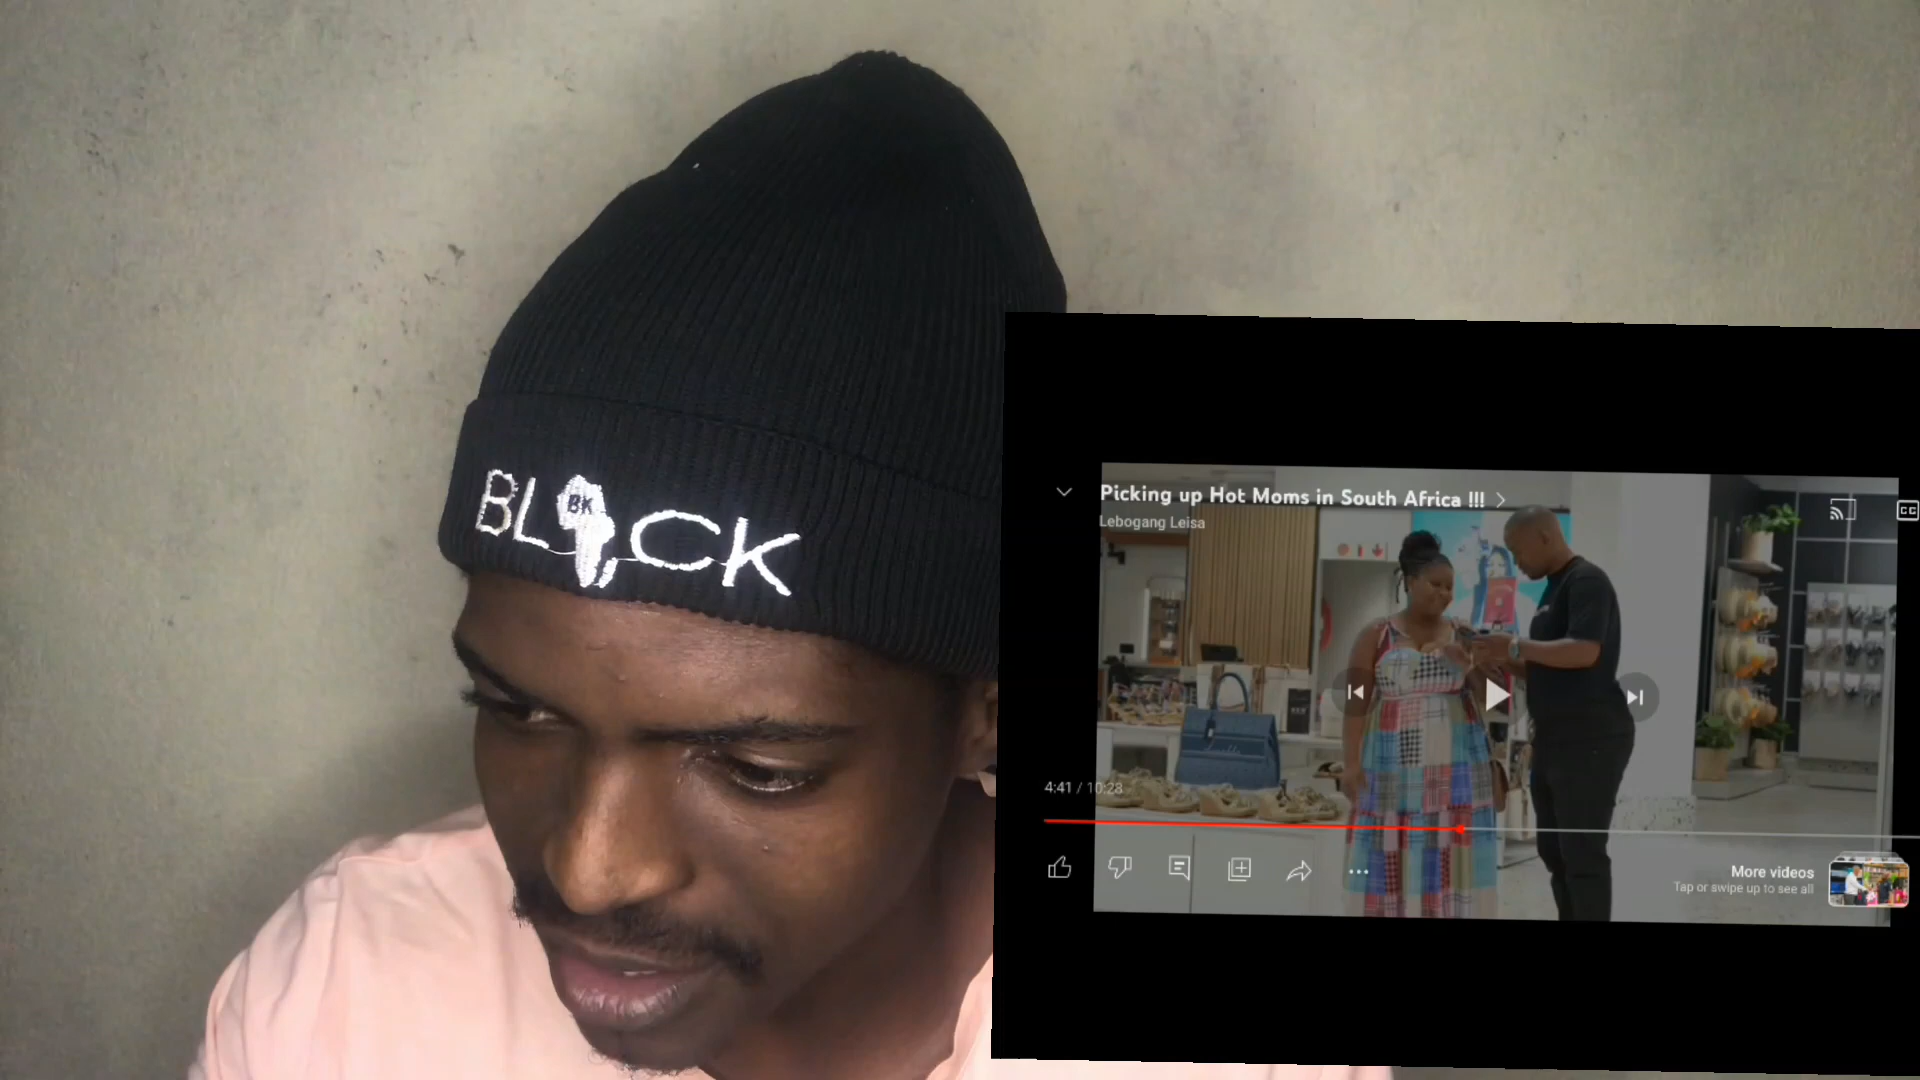 BLACK
BK
Picking up Hot Moms in South Africa !!!
Lebogang Leisa
CC
4:41 / 10:28
More videos
Tap or swipe up to see all